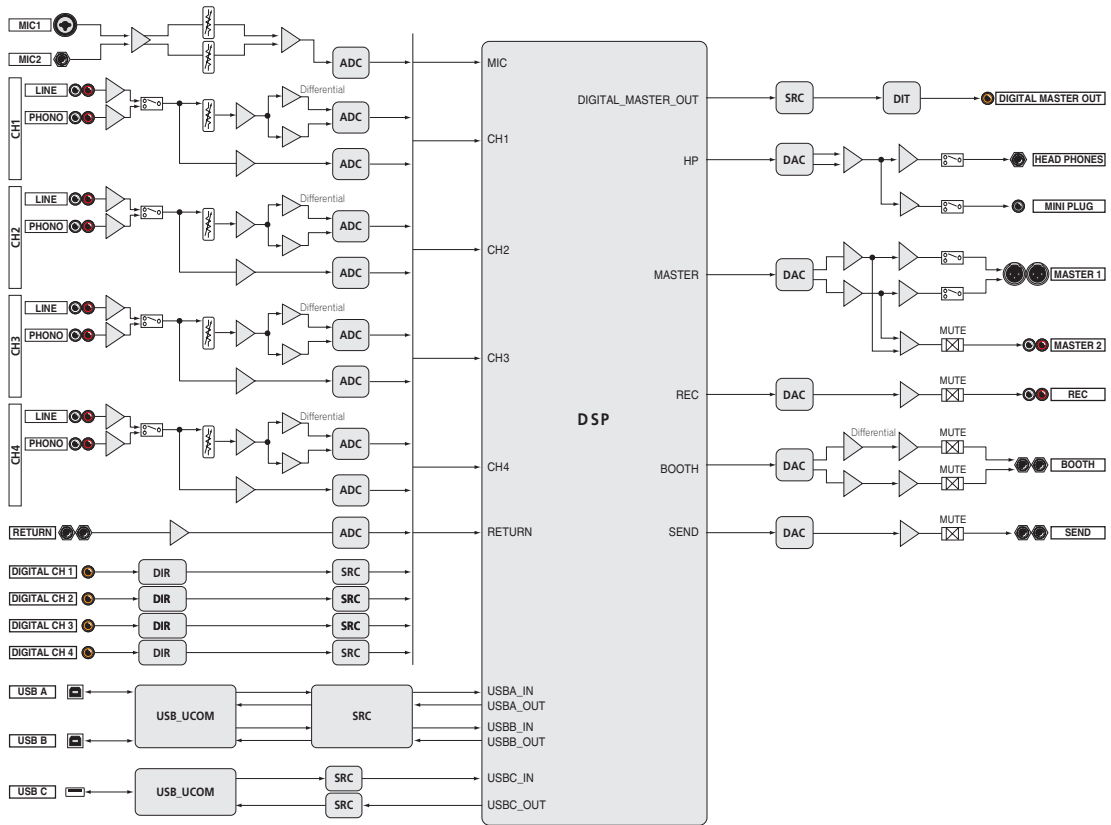 MIC1
MIC2
ADC
CH1
LINE
PHONO
Differential
ADC
ADC
CH2
LINE
PHONO
Differential
ADC
ADC
CH3
LINE
PHONO
Differential
ADC
ADC
CH4
LINE
PHONO
Differential
ADC
ADC
RETURN
ADC
DIGITAL CH 1
DIR
SRC
DIGITAL CH 2
DIR
SRC
DIGITAL CH 3
DIR
SRC
DIGITAL CH 4
DIR
SRC
USB A
USB B
USB_UCOM
SRC
USB C
USB_UCOM
SRC
SRC
MIC
CH1
CH2
CH3
CH4
RETURN
USBA_IN
USBA_OUT
USBB_IN
USBB_OUT
USBC_IN
USBC_OUT
DSP
DIGITAL_MASTER_OUT
HP
MASTER
REC
BOOTH
SEND
SRC
DIT
DIGITAL MASTER OUT
DAC
HEAD PHONES
MINI PLUG
DAC
MASTER 1
MUTE
MASTER 2
DAC
MUTE
REC
DAC
Differential
MUTE
MUTE
BOOTH
DAC
MUTE
SEND